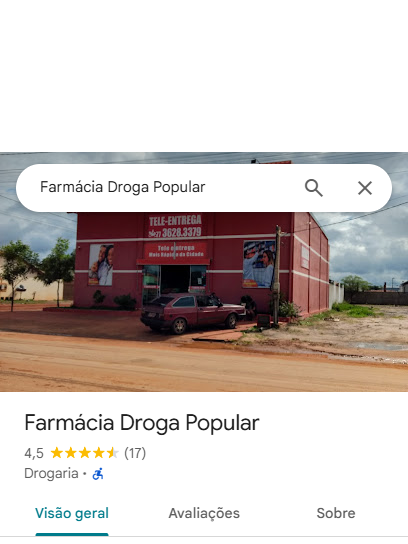 Farmácia Droga Popular
TELE-ENTREGA
3628.3379
Tele entrega
Mais Rápida da Cidade
Farmácia Droga Popular
4,5 (17)
Drogaria •
Visão geral Avaliações Sobre